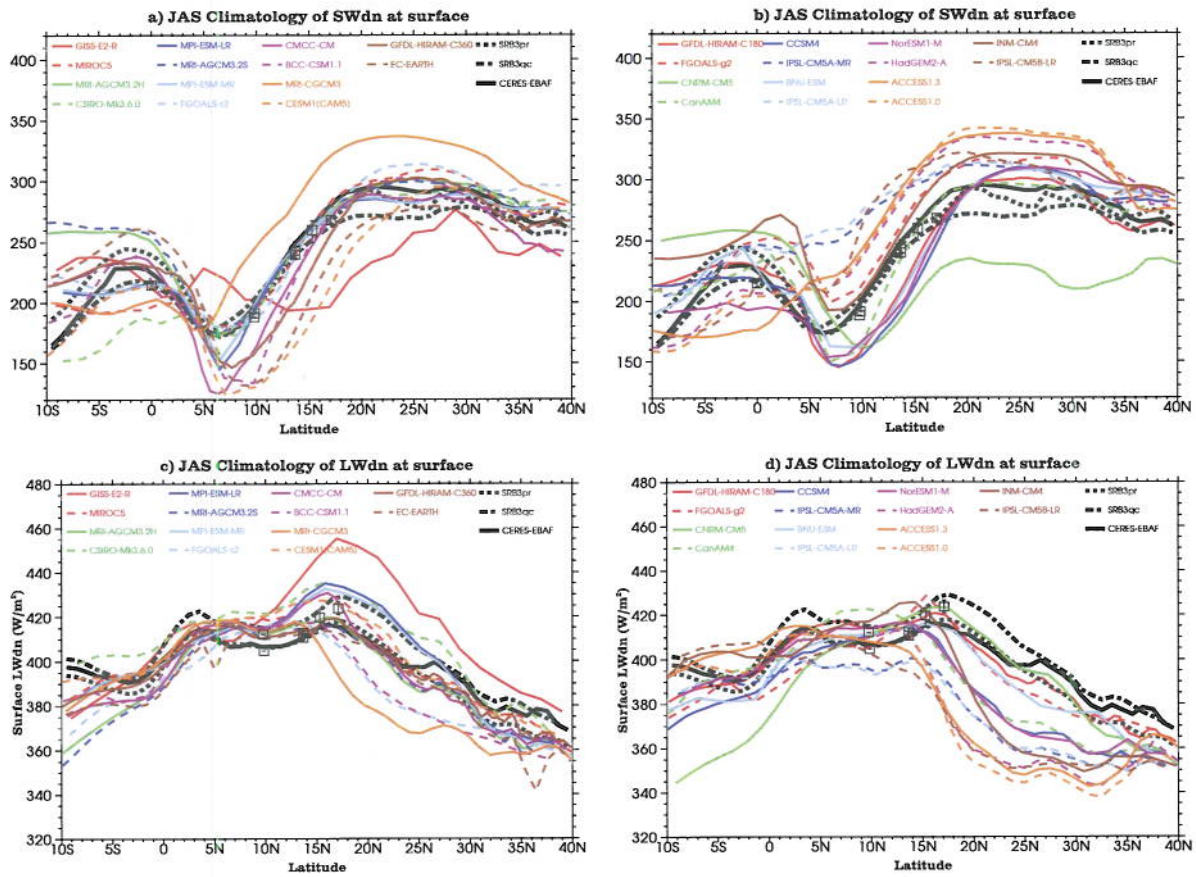 a) JAS Climatology of SWdn at surface
GISS-E2-R
MPI-ESM-LR
CMCC-CM
GFDL-HIRAM-C360
SRB3pr
MIROC5
MRI-AGCM3.2S
BCC-CSM1.1
EC-EARTH
SRB3qc
MRI-AGCM3.2H
MPI-ESM-MR
MRI-CGCM3
CERES-EBAF
CSIRO-Mk3.6.0
FGOALS-s2
CESM1(CAM5)
400
350
300
250
200
150
10S 5S 0 5N 10N 15N 20N 25N 30N 35N 40N
Latitude
b) JAS Climatology of SWdn at surface
GFDL-HIRAM-C180
CCSM4
NorESM1-M
INM-CM4
SRB3pr
FGOALS-g2
IPSL-CM5A-MR
HadGEM2-A
IPSL-CM5B-LR
SRB3qc
CNRM-CM5
BNU-ESM
ACCESS1.3
CERES-EBAF
CanAM4
IPSL-CM5A-LR
ACCESS1.0
400
350
300
250
200
150
10S 5S 0 5N 10N 15N 20N 25N 30N 35N 40N
Latitude
c) JAS Climatology of LWdn at surface
GISS-E2-R
MPI-ESM-LR
CMCC-CM
GFDL-HIRAM-C360
SRB3pr
MIROC5
MRI-AGCM3.2S
BCC-CSM1.1
EC-EARTH
SRB3qc
MRI-AGCM3.2H
MPI-ESM-MR
MRI-CGCM3
CERES-EBAF
CSIRO-Mk3.6.0
FGOALS-s2
CESM1(CAM5)
Surface LWdn (W/m²)
480
460
440
420
400
380
360
340
320
10S 5S 0 5N 10N 15N 20N 25N 30N 35N 40N
Latitude
d) JAS Climatology of LWdn at surface
GFDL-HIRAM-C180
CCSM4
NorESM1-M
INM-CM4
SRB3pr
FGOALS-g2
IPSL-CM5A-MR
HadGEM2-A
IPSL-CM5B-LR
SRB3qc
CNRM-CM5
BNU-ESM
ACCESS1.3
CERES-EBAF
CanAM4
IPSL-CM5A-LR
ACCESS1.0
Surface LWdn (W/m²)
480
460
440
420
400
380
360
340
320
10S 5S 0 5N 10N 15N 20N 25N 30N 35N 40N
Latitude